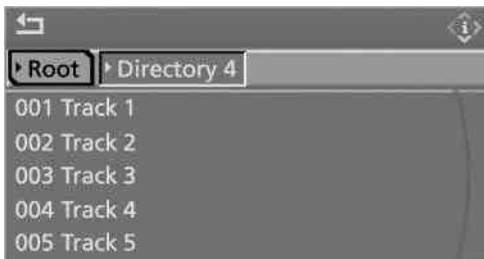 Root Directory 4
001 Track 1
002 Track 2
003 Track 3
004 Track 4
005 Track 5